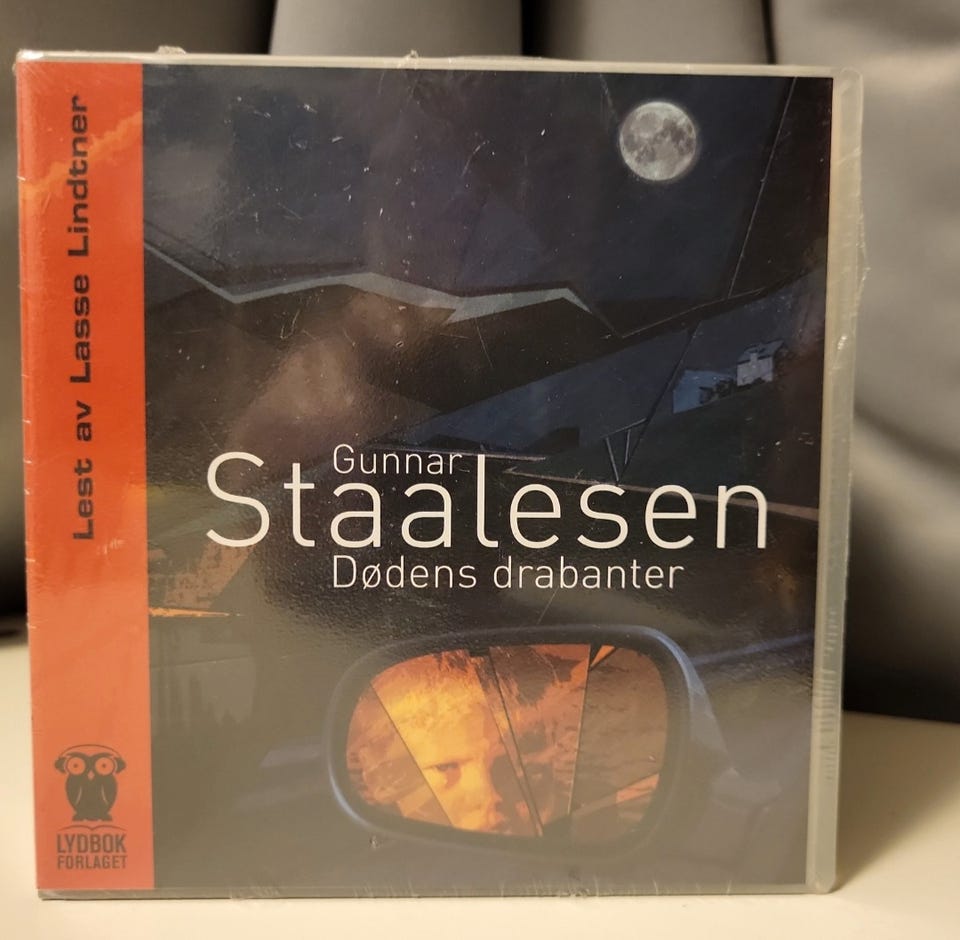 Lest av Lasse Lindtner
Gunnar
Staalesen
Dødens drabanter
LYDBOK
FORLAGET